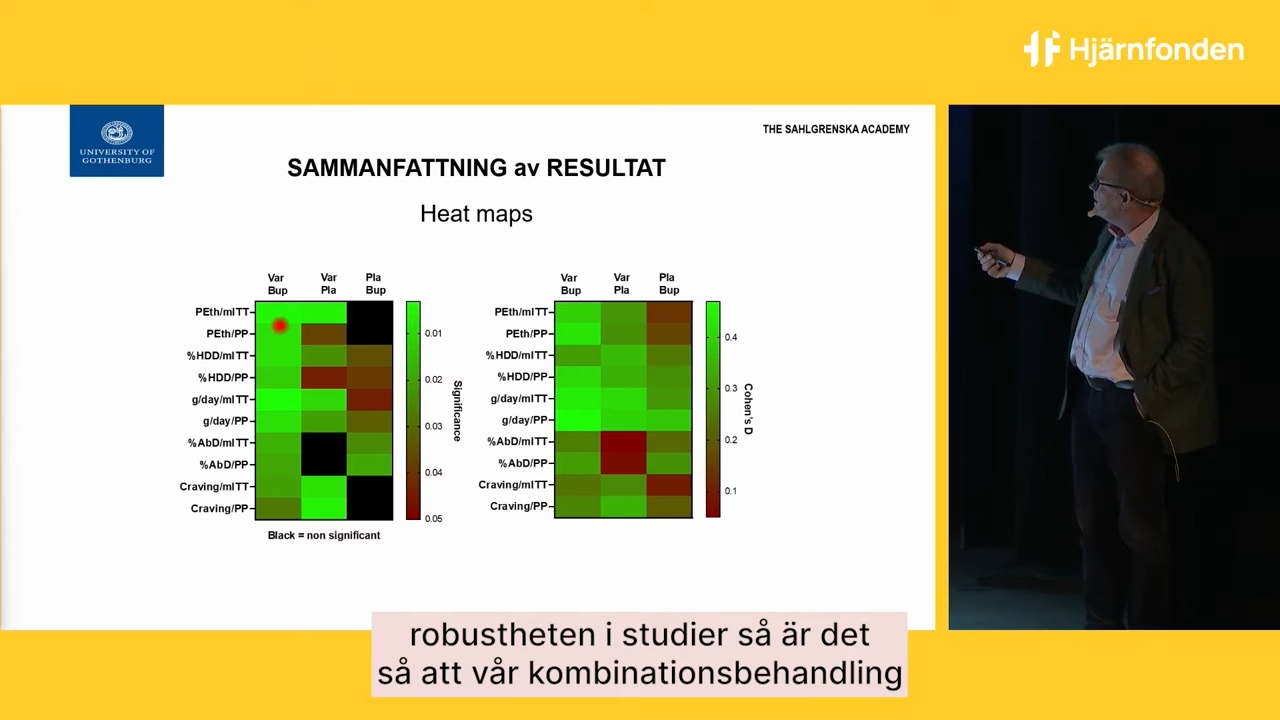 Hjärnfonden
UNIVERSITY OF
GOTHENBURG
THE SAHLGRENSKA ACADEMY
SAMMANFATTNING av RESULTAT
Heat maps
Var Var Pla
Bup Pla Bup
PEth/mITT
PEth/PP
%HDD/mITT
%HDD/PP
g/day/mITT
g/day/PP
%AbD/mITT
%AbD/PP
Craving/mITT
Craving/PP
0.01
0.02
0.03
0.04
0.05
Significance
Black = non significant
Var Var Pla
Bup Pla Bup
PEth/mITT
PEth/PP
%HDD/mITT
%HDD/PP
g/day/mITT
g/day/PP
%AbD/mITT
%AbD/PP
Craving/mITT
Craving/PP
0.4
0.3
0.2
0.1
Cohen's D
robustheten i studier så är det
så att vår kombinationsbehandling